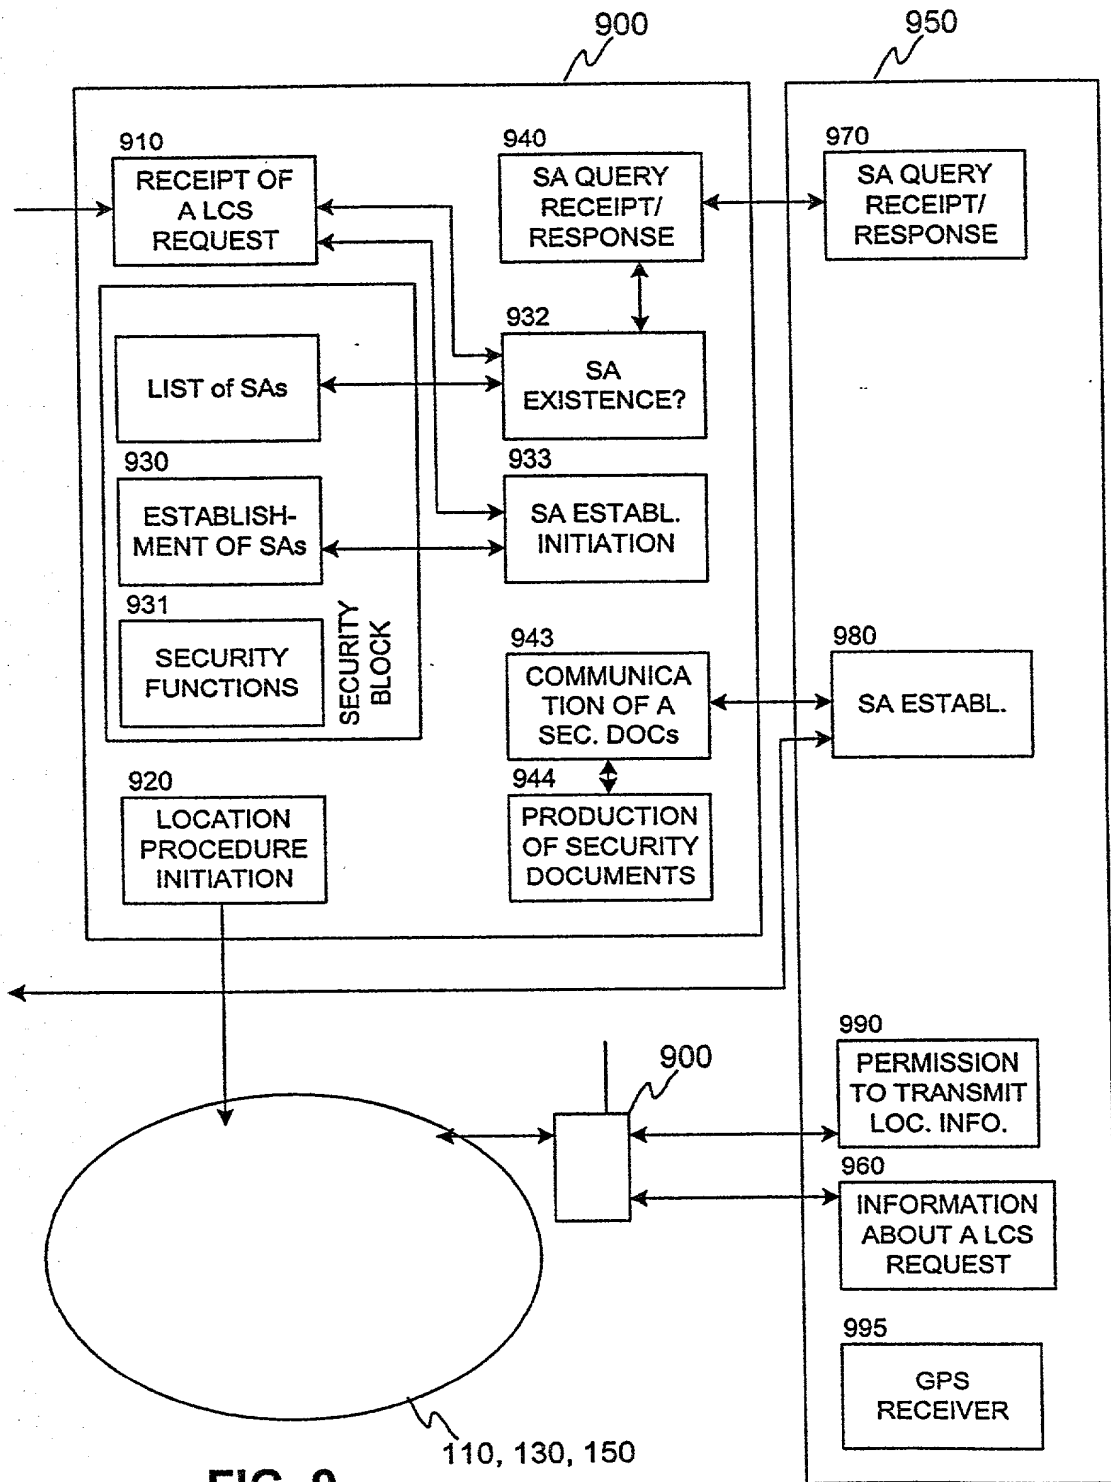 900
950
910
RECEIPT OF
A LCS
REQUEST
940
SA QUERY
RECEIPT/
RESPONSE
970
SA QUERY
RECEIPT/
RESPONSE
LIST of SAs
932
SA
EXISTENCE?
930
ESTABLISH-
MENT OF SAs
933
SA ESTABL.
INITIATION
931
SECURITY
FUNCTIONS
SECURITY
BLOCK
943
COMMUNICA
TION OF A
SEC. DOCs
980
SA ESTABL.
920
LOCATION
PROCEDURE
INITIATION
944
PRODUCTION
OF SECURITY
DOCUMENTS
900
990
PERMISSION
TO TRANSMIT
LOC. INFO.
960
INFORMATION
ABOUT A LCS
REQUEST
995
GPS
RECEIVER
110, 130, 150
FIG. 9